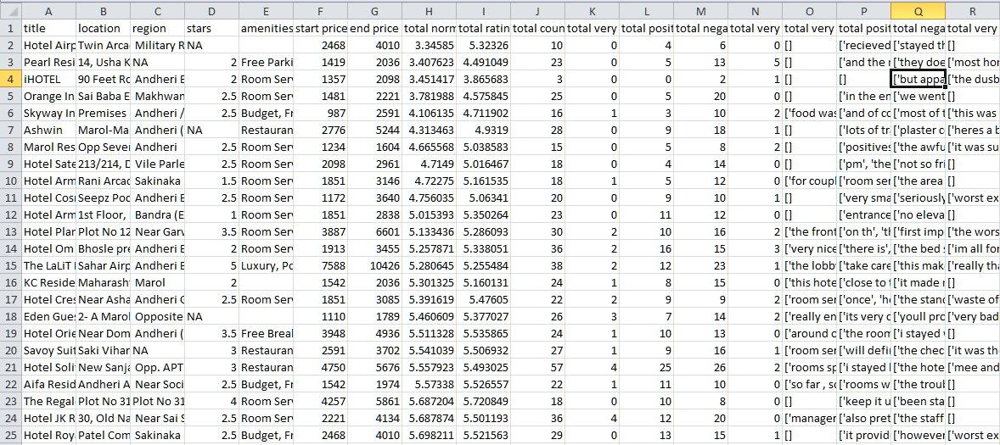 A B C D E F G H I J K L M N O P Q R
1 title location region stars amenities start price end price total norm total ratin total coun total very total posit total nega total very total very total posit total nega total very
2 Hotel Airp Twin Arca Military R NA 2468 4010 3.34585 5.32326 10 0 4 6 0 [] ['recieved ['stayed th []
3 Pearl Resi 14, Usha K NA 2 Free Parki 1419 2036 3.407623 4.491049 23 0 5 13 5 [] ['and the r ['they doe ['most hor
4 iHOTEL 90 Feet Ro Andheri E 2 Room Ser 1357 2098 3.451417 3.865683 3 0 0 2 1 [] [] ['but appa ['the dusb
5 Orange In Sai Baba E Makhwan 2.5 Room Ser 1481 2221 3.781988 4.575845 25 0 5 20 0 [] ['in the en ['we went []
6 Skyway In Premises Andheri / 2.5 Budget, Fr 987 2591 4.106135 4.711902 16 1 3 10 2 ['food was ['and of co ['most of t ['this was
7 Ashwin Marol-Ma Andheri ( NA Restauran 2776 5244 4.313463 4.9319 28 0 9 18 1 [] ['lots of tr ['plaster c ['heres a b
8 Marol Res Opp Sever Andheri 2.5 Room Ser 1234 1604 4.665568 5.038583 15 0 5 8 2 [] ['positives ['the awfu ['it was su
9 Hotel Sate 213/214, D Vile Parle 2.5 Room Ser 2098 2961 4.7149 5.016467 18 0 4 14 0 [] ['pm', 'the ['not so fri []
10 Hotel Arm Rani Arcad Sakinaka 1.5 Room Ser 1851 3146 4.72275 5.161535 18 1 5 12 0 ['for coupl ['room ser ['the area []
11 Hotel Cos Seepz Poc Andheri E 2.5 Room Ser 1172 3640 4.756035 5.06341 20 0 9 10 1 [] ['very sma ['seriously ['worst ex
12 Hotel Arm 1st Floor, Bandra (E 1 Room Ser 1851 2838 5.015393 5.350264 23 0 11 12 0 [] ['entrance ['no eleva []
13 Hotel Plar Plot No 12 Near Garv 3.5 Room Ser 3887 6601 5.133436 5.286093 30 2 10 16 2 ['the front ['on th', 'th ['first imp ['the wors
14 Hotel Om Bhosle pre Andheri E 2 Room Ser 1913 3455 5.257871 5.338051 36 2 16 15 3 ['very nice ['there is', ['the bed s ['im all for
15 The LaLiT Sahar Airp Andheri E 5 Luxury, Po 7588 10426 5.280645 5.255484 38 2 12 23 1 ['the lobb ['take care ['this mak ['really tha
16 KC Reside Maharash Marol 2 1542 2036 5.301325 5.160131 24 1 8 15 0 ['this hote ['close to ['it made r []
17 Hotel Cres Near Asha Andheri G 2.5 Room Ser 1851 3085 5.391619 5.47605 22 2 9 9 2 ['room ser ['once', 'h ['the stand ['waste of
18 Eden Gues 2- A Marol Opposite NA 1110 1789 5.460609 5.377027 26 3 7 14 2 ['really en ['its very c ['youll pro ['very bad
19 Hotel Orie Near Dom Andheri ( 3.5 Free Breal 3948 4936 5.511328 5.535865 24 1 10 13 0 ['around c ['the room ['i stayed []
20 Savoy Suit Saki Vihar NA 3 Restauran 2591 3702 5.541039 5.506932 27 1 9 16 1 ['room ser ['will defi ['the chec ['it was th
21 Hotel Soli New Sanja Opp. APT 3 Restauran 4750 5676 5.557923 5.493025 57 4 25 26 2 ['rooms sp ['i stayed ['the hote ['mee and
22 Aifa Resid Andheri A Near Soci 2.5 Budget, Fr 1542 1974 5.57338 5.526557 22 1 11 10 0 ['so far , so ['rooms w ['the troul []
23 The Regal Plot No 31 Plot No 31 4 Room Ser 4257 5861 5.687204 5.720849 18 0 10 8 0 [] ['keep it u ['been sta []
24 Hotel JK R 30, Old Na Near Sai S 2.5 Room Ser 2221 4134 5.687874 5.501193 36 4 12 20 0 ['manager ['also pret ['the staff []
25 Hotel Roy Patel Com Sakinaka 2.5 Budget, Fr 2468 4010 5.698211 5.521563 29 0 13 15 1 [] ['it provid ['however ['worst ex